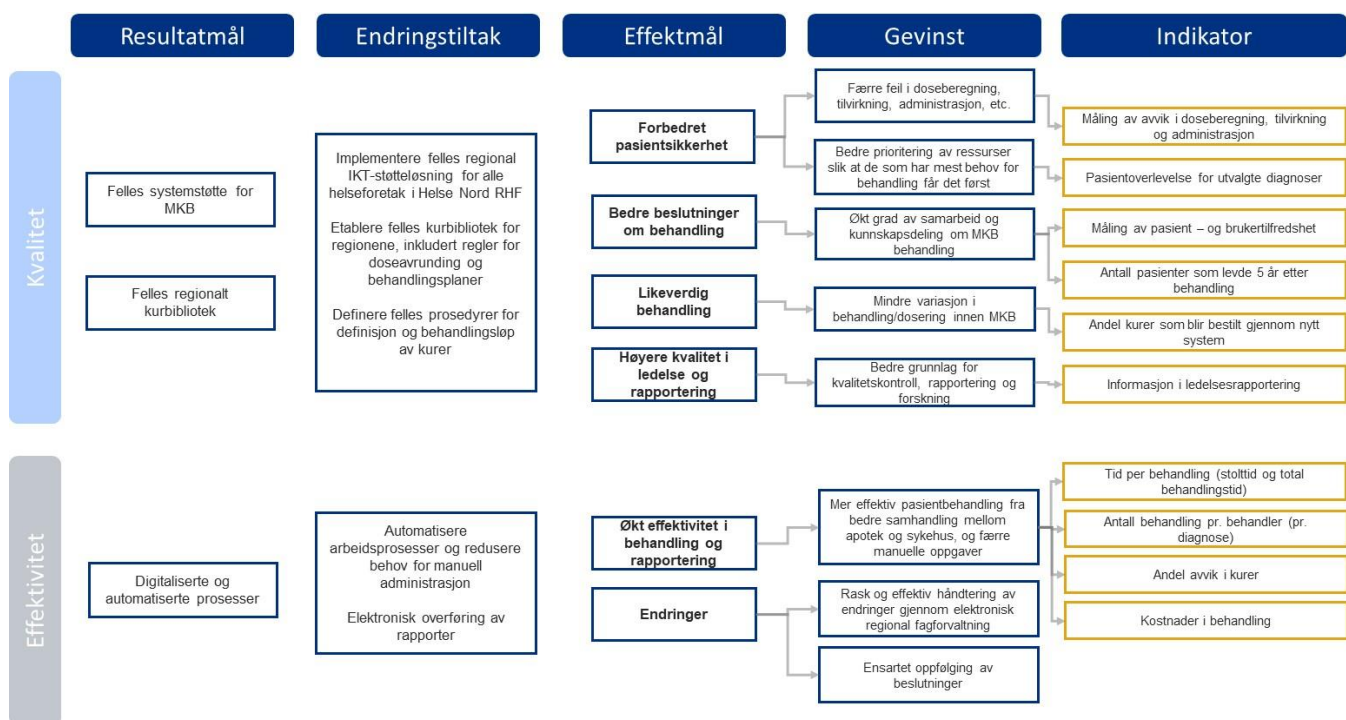 Resultatmål
Endringstiltak
Effektmål
Gevinst
Indikator
Kvalitet
Felles systemstøtte for
MKB
Felles regionalt
kurbibliotek
Implementere felles regional
IKT-støtteløsning for alle
helseforetak i Helse Nord RHF
Etablere felles kurbibliotek for
regionene, inkludert regler for
doseavrunding og
behandlingsplaner
Definere felles prosedyrer for
definisjon og behandlingsløp
av kurer
Forbedret
pasientsikkerhet
Bedre beslutninger
om behandling
Likeverdig
behandling
Høyere kvalitet i
ledelse og
rapportering
Færre feil i doseberegning,
tilvirkning, administrasjon, etc.
Bedre prioritering av ressurser
slik at de som har mest behov for
behandling får det først
Økt grad av samarbeid og
kunnskapsdeling om MKB
behandling
Mindre variasjon i
behandling/dosering innen MKB
Bedre grunnlag for
kvalitetskontroll, rapportering og
forskning
Måling av avvik i doseberegning, tilvirkning
og administrasjon
Pasientoverlevelse for utvalgte diagnoser
Måling av pasient – og brukertilfredshet
Antall pasienter som levde 5 år etter
behandling
Andel kurer som blir bestilt gjennom nytt
system
Informasjon i ledelsesrapportering
Effektivitet
Digitaliserte og
automatiserte prosesser
Automatisere
arbeidsprosesser og redusere
behov for manuell
administrasjon
Elektronisk overføring av
rapporter
Økt effektivitet i
behandling og
rapportering
Endringer
Mer effektiv pasientbehandling fra
bedre samhandling mellom
apotek og sykehus, og færre
manuelle oppgaver
Rask og effektiv håndtering av
endringer gjennom elektronisk
regional fagforvaltning
Ensartet oppfølging av
beslutninger
Tid per behandling (stolttid og total
behandlingstid)
Antall behandling pr. behandler (pr.
diagnose)
Andel avvik i kurer
Kostnader i behandling